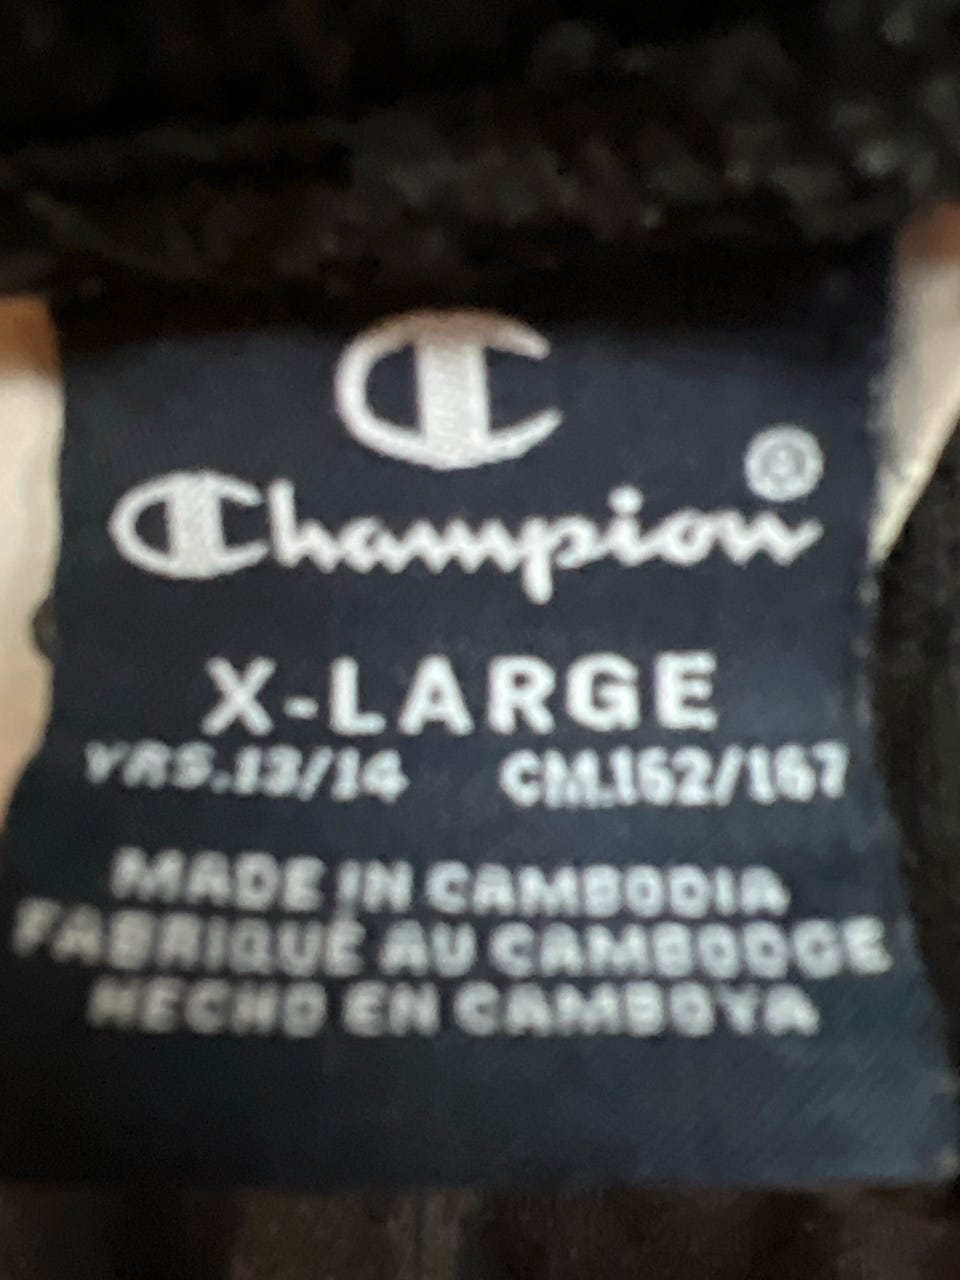 C
Champion®
X-LARGE
YRS.13/14 CM.162/167
MADE IN CAMBODIA
FABRIQUÉ AU CAMBODGE
HECHO EN CAMBOYA